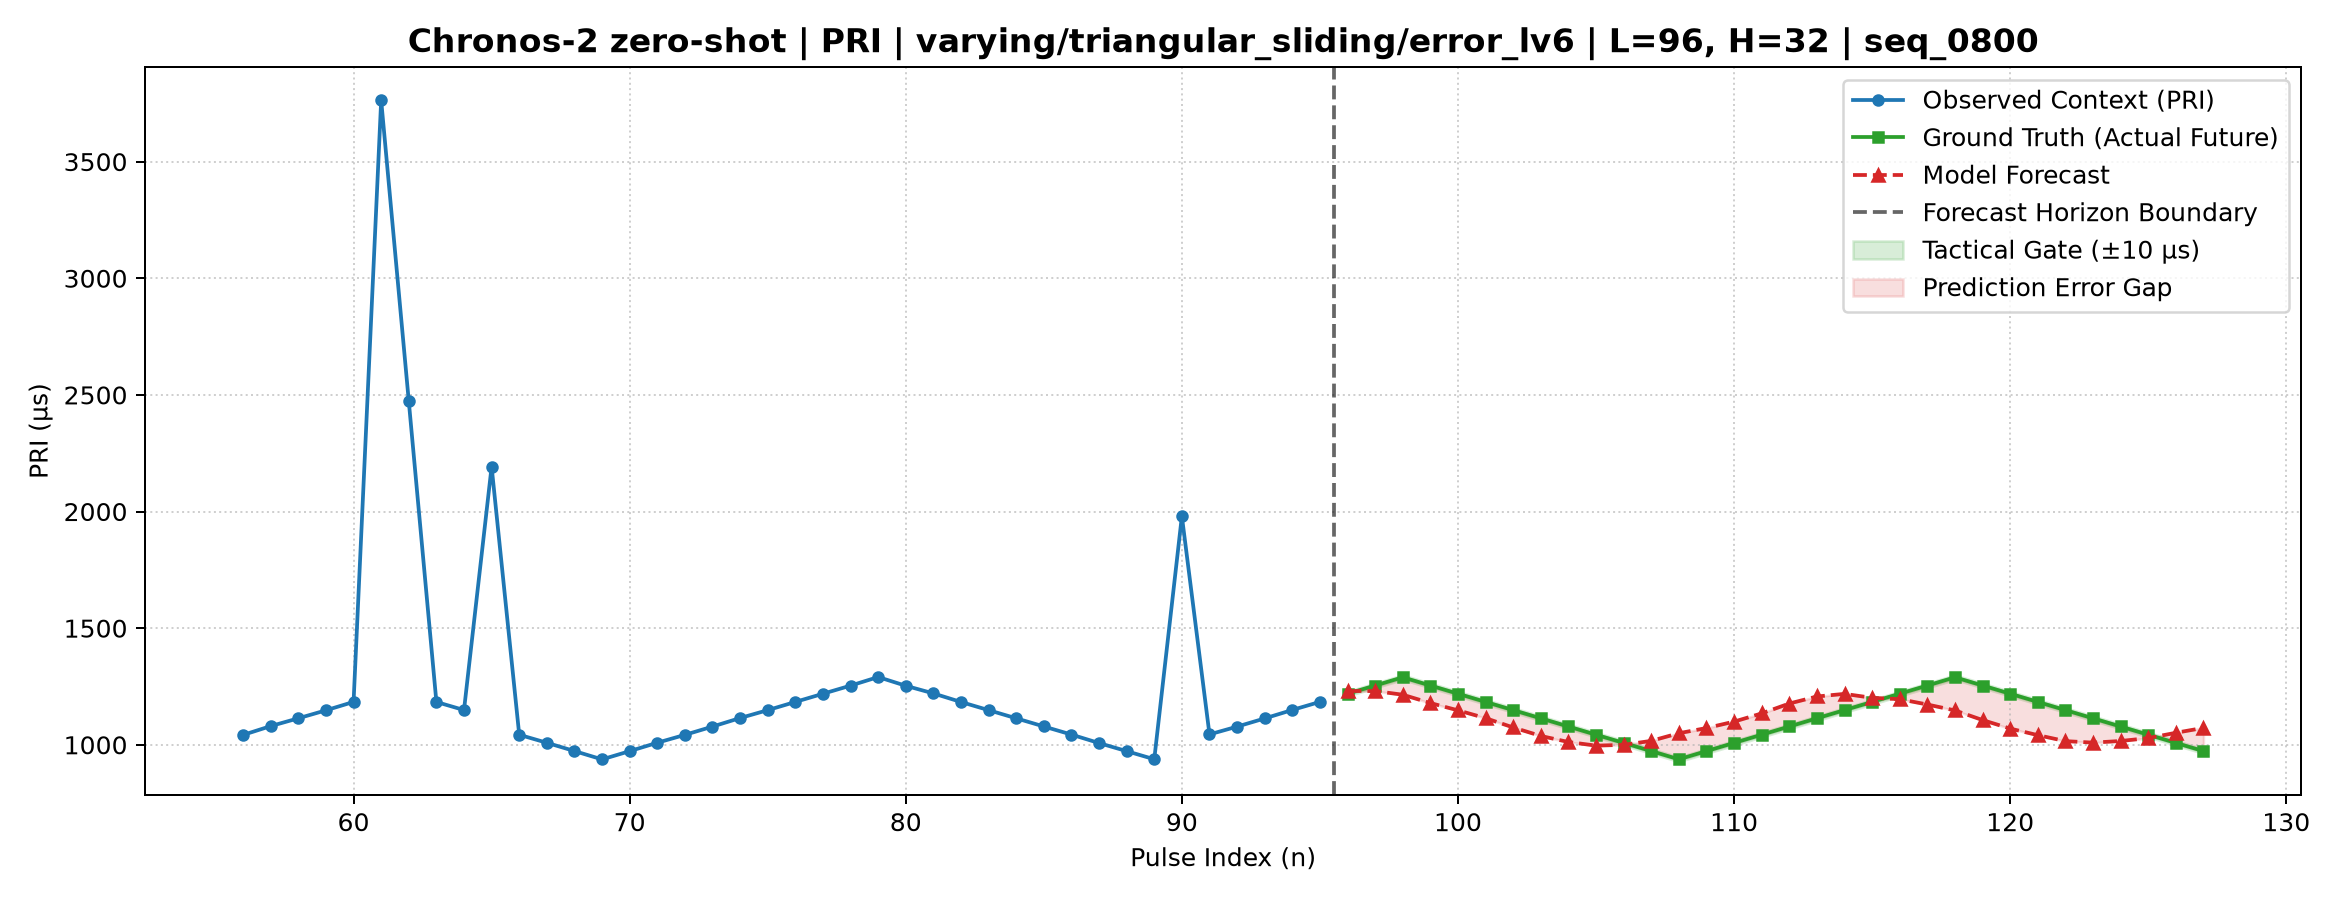 Chronos-2 zero-shot | PRI | varying/triangular_sliding/error_lv6 | L=96, H=32 | seq_0800
Observed Context (PRI)
Ground Truth (Actual Future)
Model Forecast
Forecast Horizon Boundary
Tactical Gate (±10 μs)
Prediction Error Gap
PRI (μs)
3500
3000
2500
2000
1500
1000
60 70 80 90 100 110 120 130
Pulse Index (n)